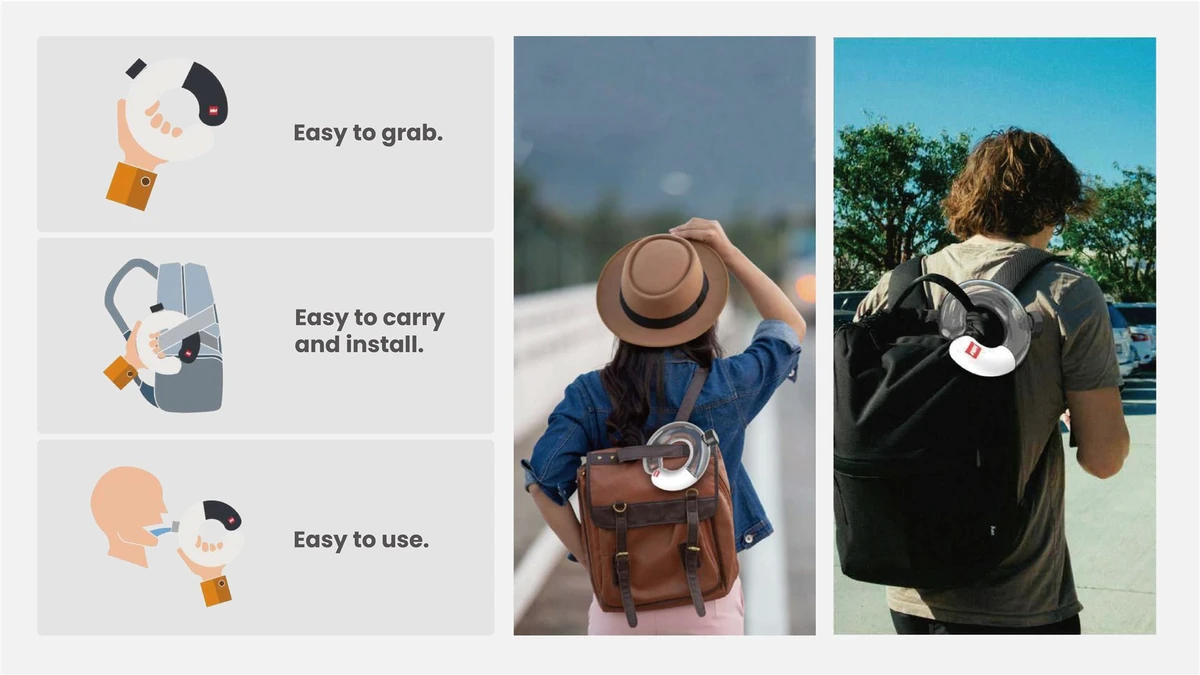 Easy to grab.
Easy to carry
and install.
Easy to use.